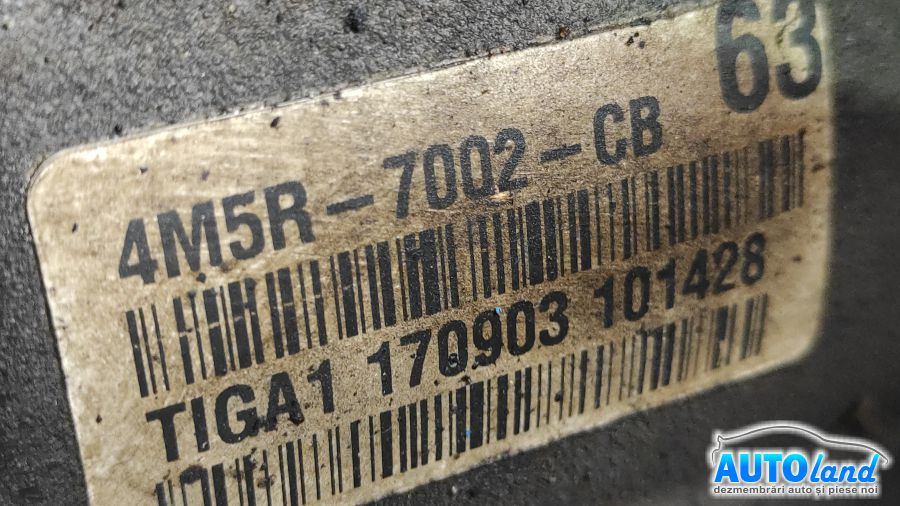 63
4M5R-7002-CB
TIGA1 170903 101428
AUTOland
dezmembrări auto și piese noi